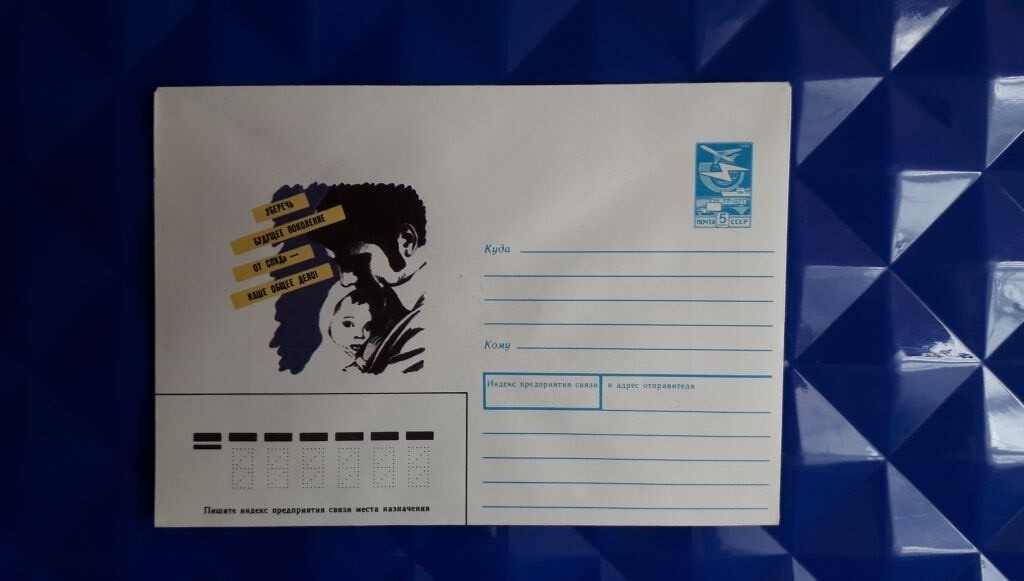 УБЕРЕЧЬ
БУДУЩЕЕ ПОКОЛЕНИЕ
ОТ СПИДа —
НАШЕ ОБЩЕЕ ДЕЛО!
ПОЧТА 5 СССР
Куда
Кому
Индекс предприятия связи и адрес отправителя
Пишите индекс предприятия связи места назначения